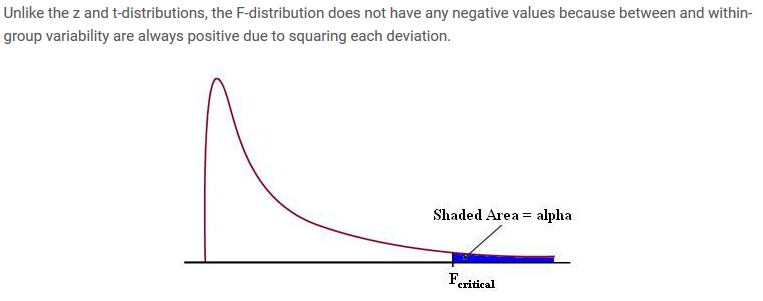 Unlike the z and t-distributions, the F-distribution does not have any negative values because between and within-
group variability are always positive due to squaring each deviation.
Shaded Area = alpha
Fcritical